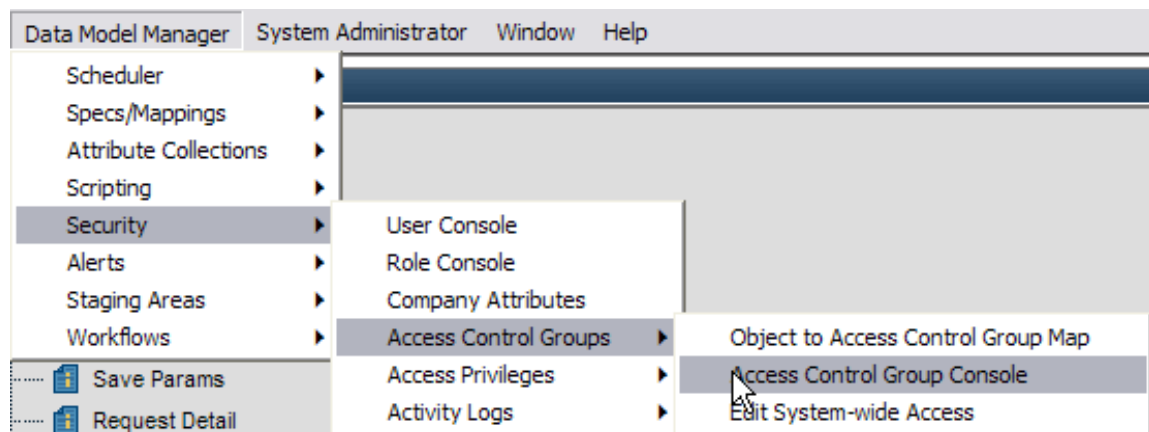 Data Model Manager System Administrator Window Help
Scheduler
Specs/Mappings
Attribute Collections
Scripting
Security
Alerts
Staging Areas
Workflows
User Console
Role Console
Company Attributes
Access Control Groups
Access Privileges
Activity Logs
Object to Access Control Group Map
Access Control Group Console
Edit System-wide Access
Save Params
Request Detail